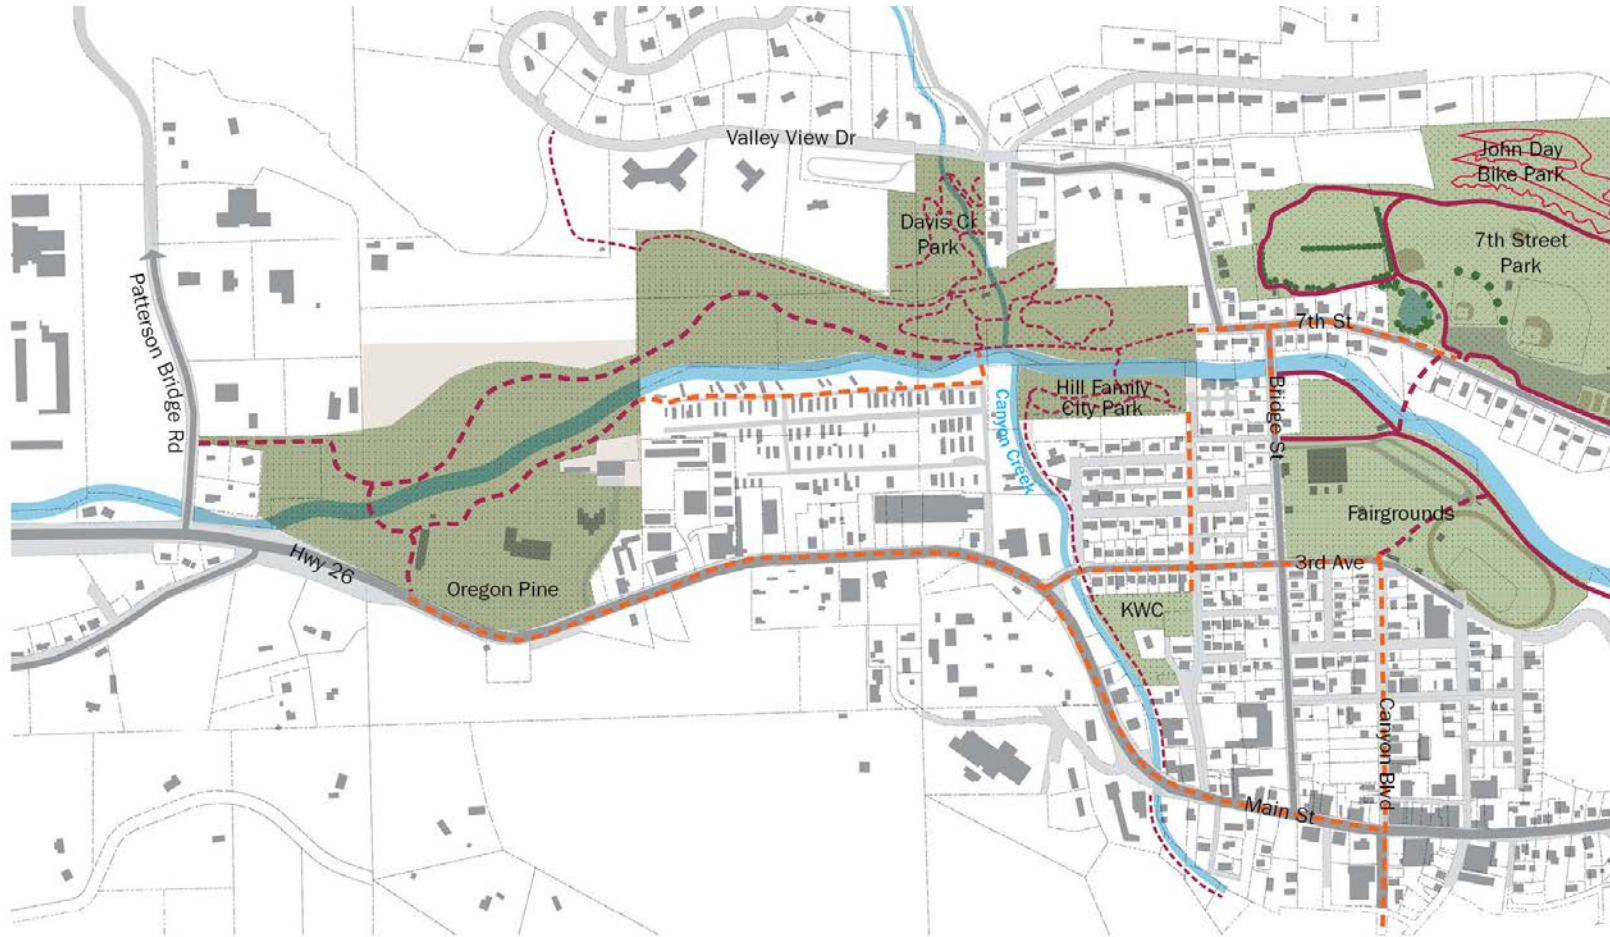 Valley View Dr
John Day
Bike Park
Davis Cr
Park
7th Street
Park
Patterson Bridge Rd
7th St
Hill Family
City Park
Bridge St
Canyon Creek
Fairgrounds
Hwy 26
3rd Ave
Oregon Pine
KWC
Canyon Blvd
Main St